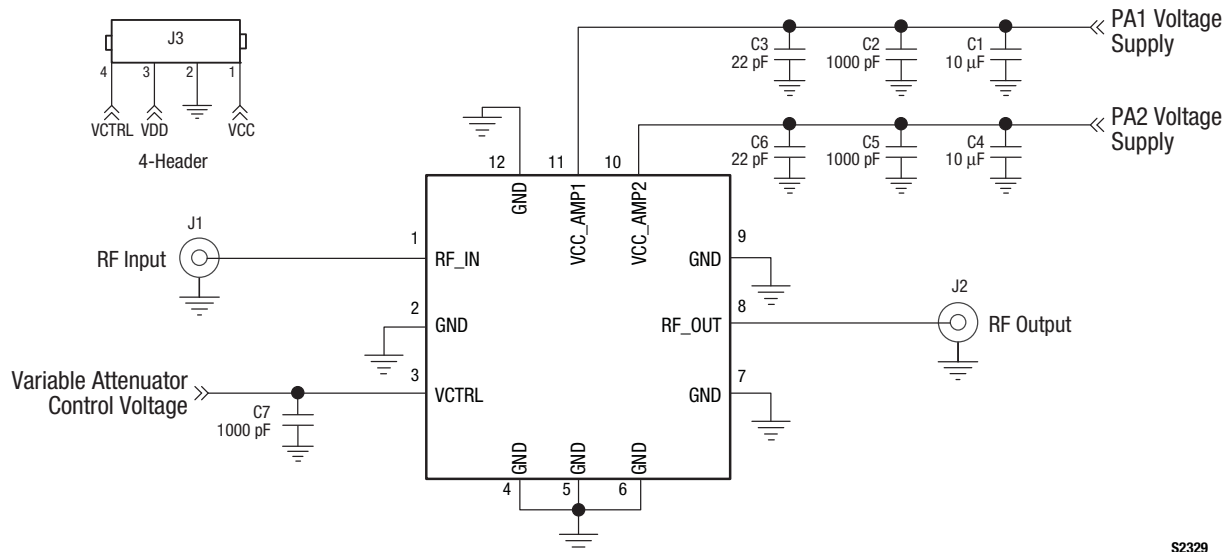 J3
4 3 2 1
VCTRL VDD VCC
4-Header
PA1 Voltage
Supply
C3
22 pF
C2
1000 pF
C1
10 μF
PA2 Voltage
Supply
C6
22 pF
C5
1000 pF
C4
10 μF
12 11 10
GND
VCC_AMP1
VCC_AMP2
J1
RF Input
1
RF_IN
9
GND
2
GND
8
RF_OUT
J2
RF Output
Variable Attenuator
Control Voltage
3
VCTRL
7
GND
C7
1000 pF
GND
GND
GND
4 5 6
S2329